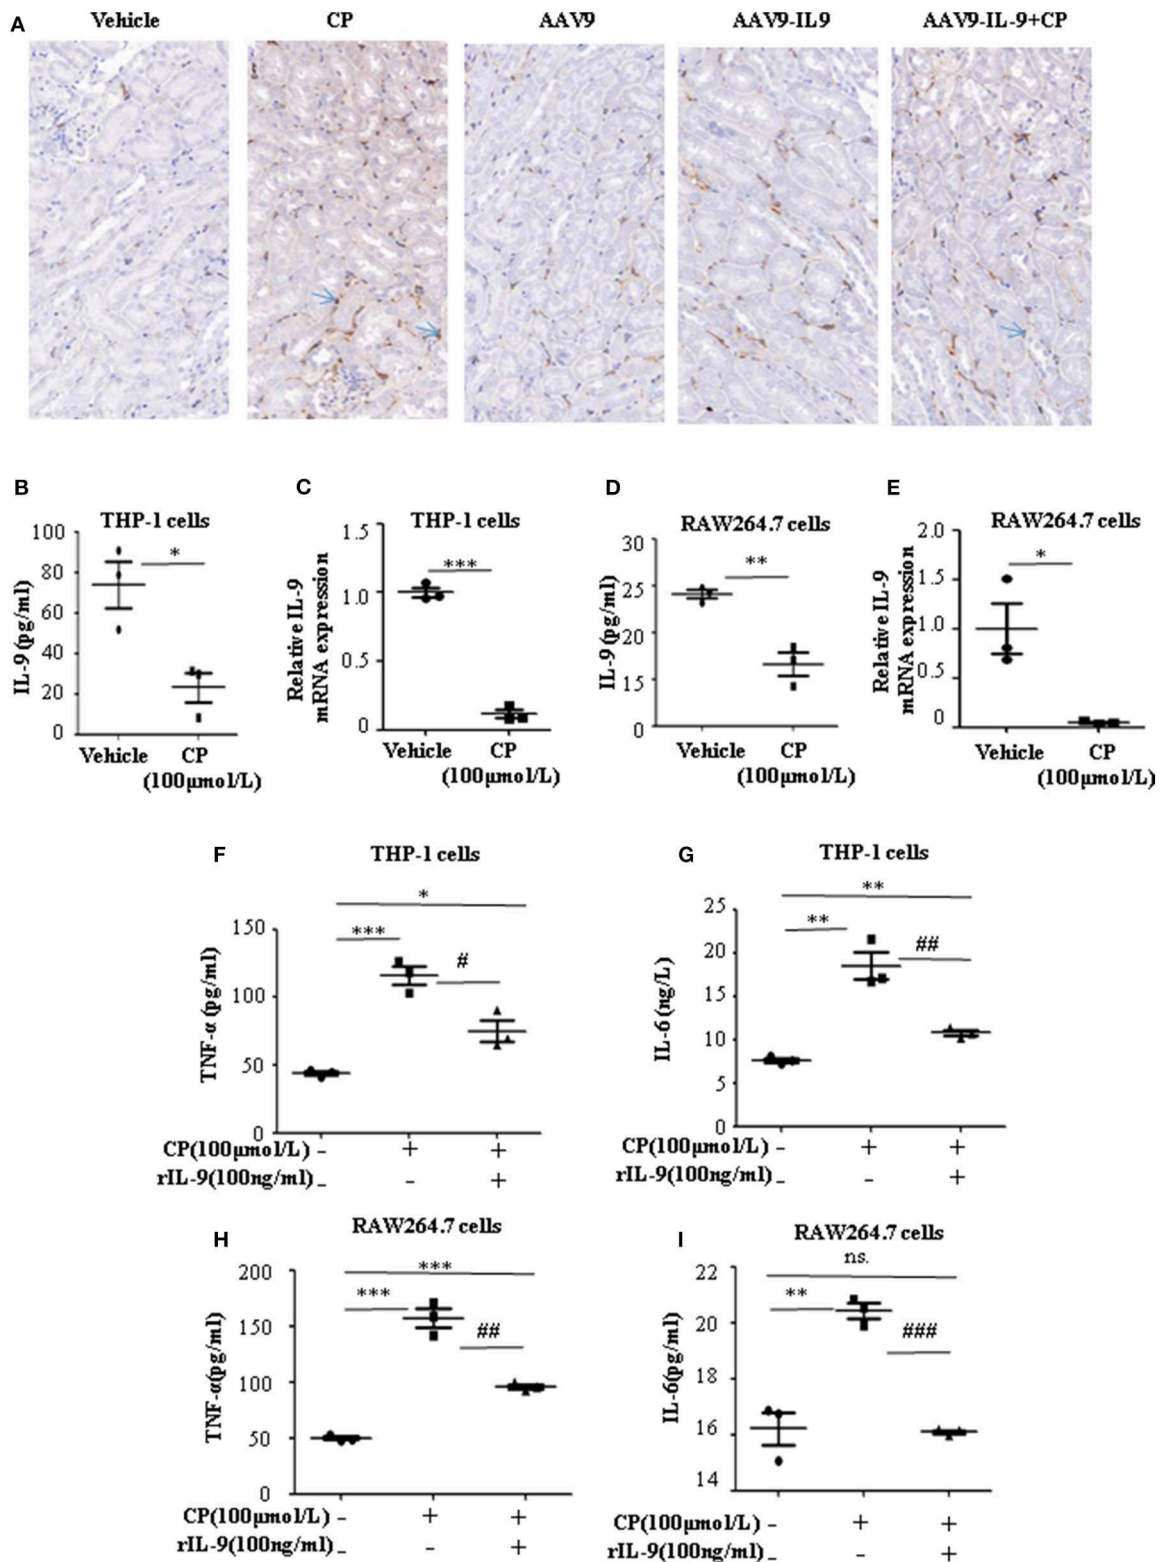 A
Vehicle CP AAV9 AAV9-IL9 AAV9-IL-9+CP
B
THP-1 cells
IL-9 (pg/ml)
100
80
60
40
20
0
*
Vehicle CP
(100μmol/L)
C
THP-1 cells
Relative IL-9
mRNA expression
1.5
1.0
0.5
0
***
Vehicle CP
(100μmol/L)
D
RAW264.7 cells
IL-9 (pg/ml)
30
25
22
15
0
**
Vehicle CP
(100μmol/L)
E
RAW264.7 cells
Relative IL-9
mRNA expression
2.0
1.5
1.0
0.5
0
*
Vehicle CP
(100μmol/L)
F
THP-1 cells
TNF-α (pg/ml)
150
100
50
0
*
***
#
CP(100μmol/L) - + +
rIL-9(100ng/ml) - - +
G
THP-1 cells
IL-6 (ng/L)
25
20
15
10
5
0
**
**
##
CP(100μmol/L) - + +
rIL-9(100ng/ml) - - +
H
RAW264.7 cells
TNF-α(pg/ml)
200
150
100
50
0
***
***
##
CP(100μmol/L) - + +
rIL-9(100ng/ml) - - +
I
RAW264.7 cells
ns.
IL-6(pg/ml)
22
20
18
16
14
**
###
CP(100μmol/L) - + +
rIL-9(100ng/ml) - - +